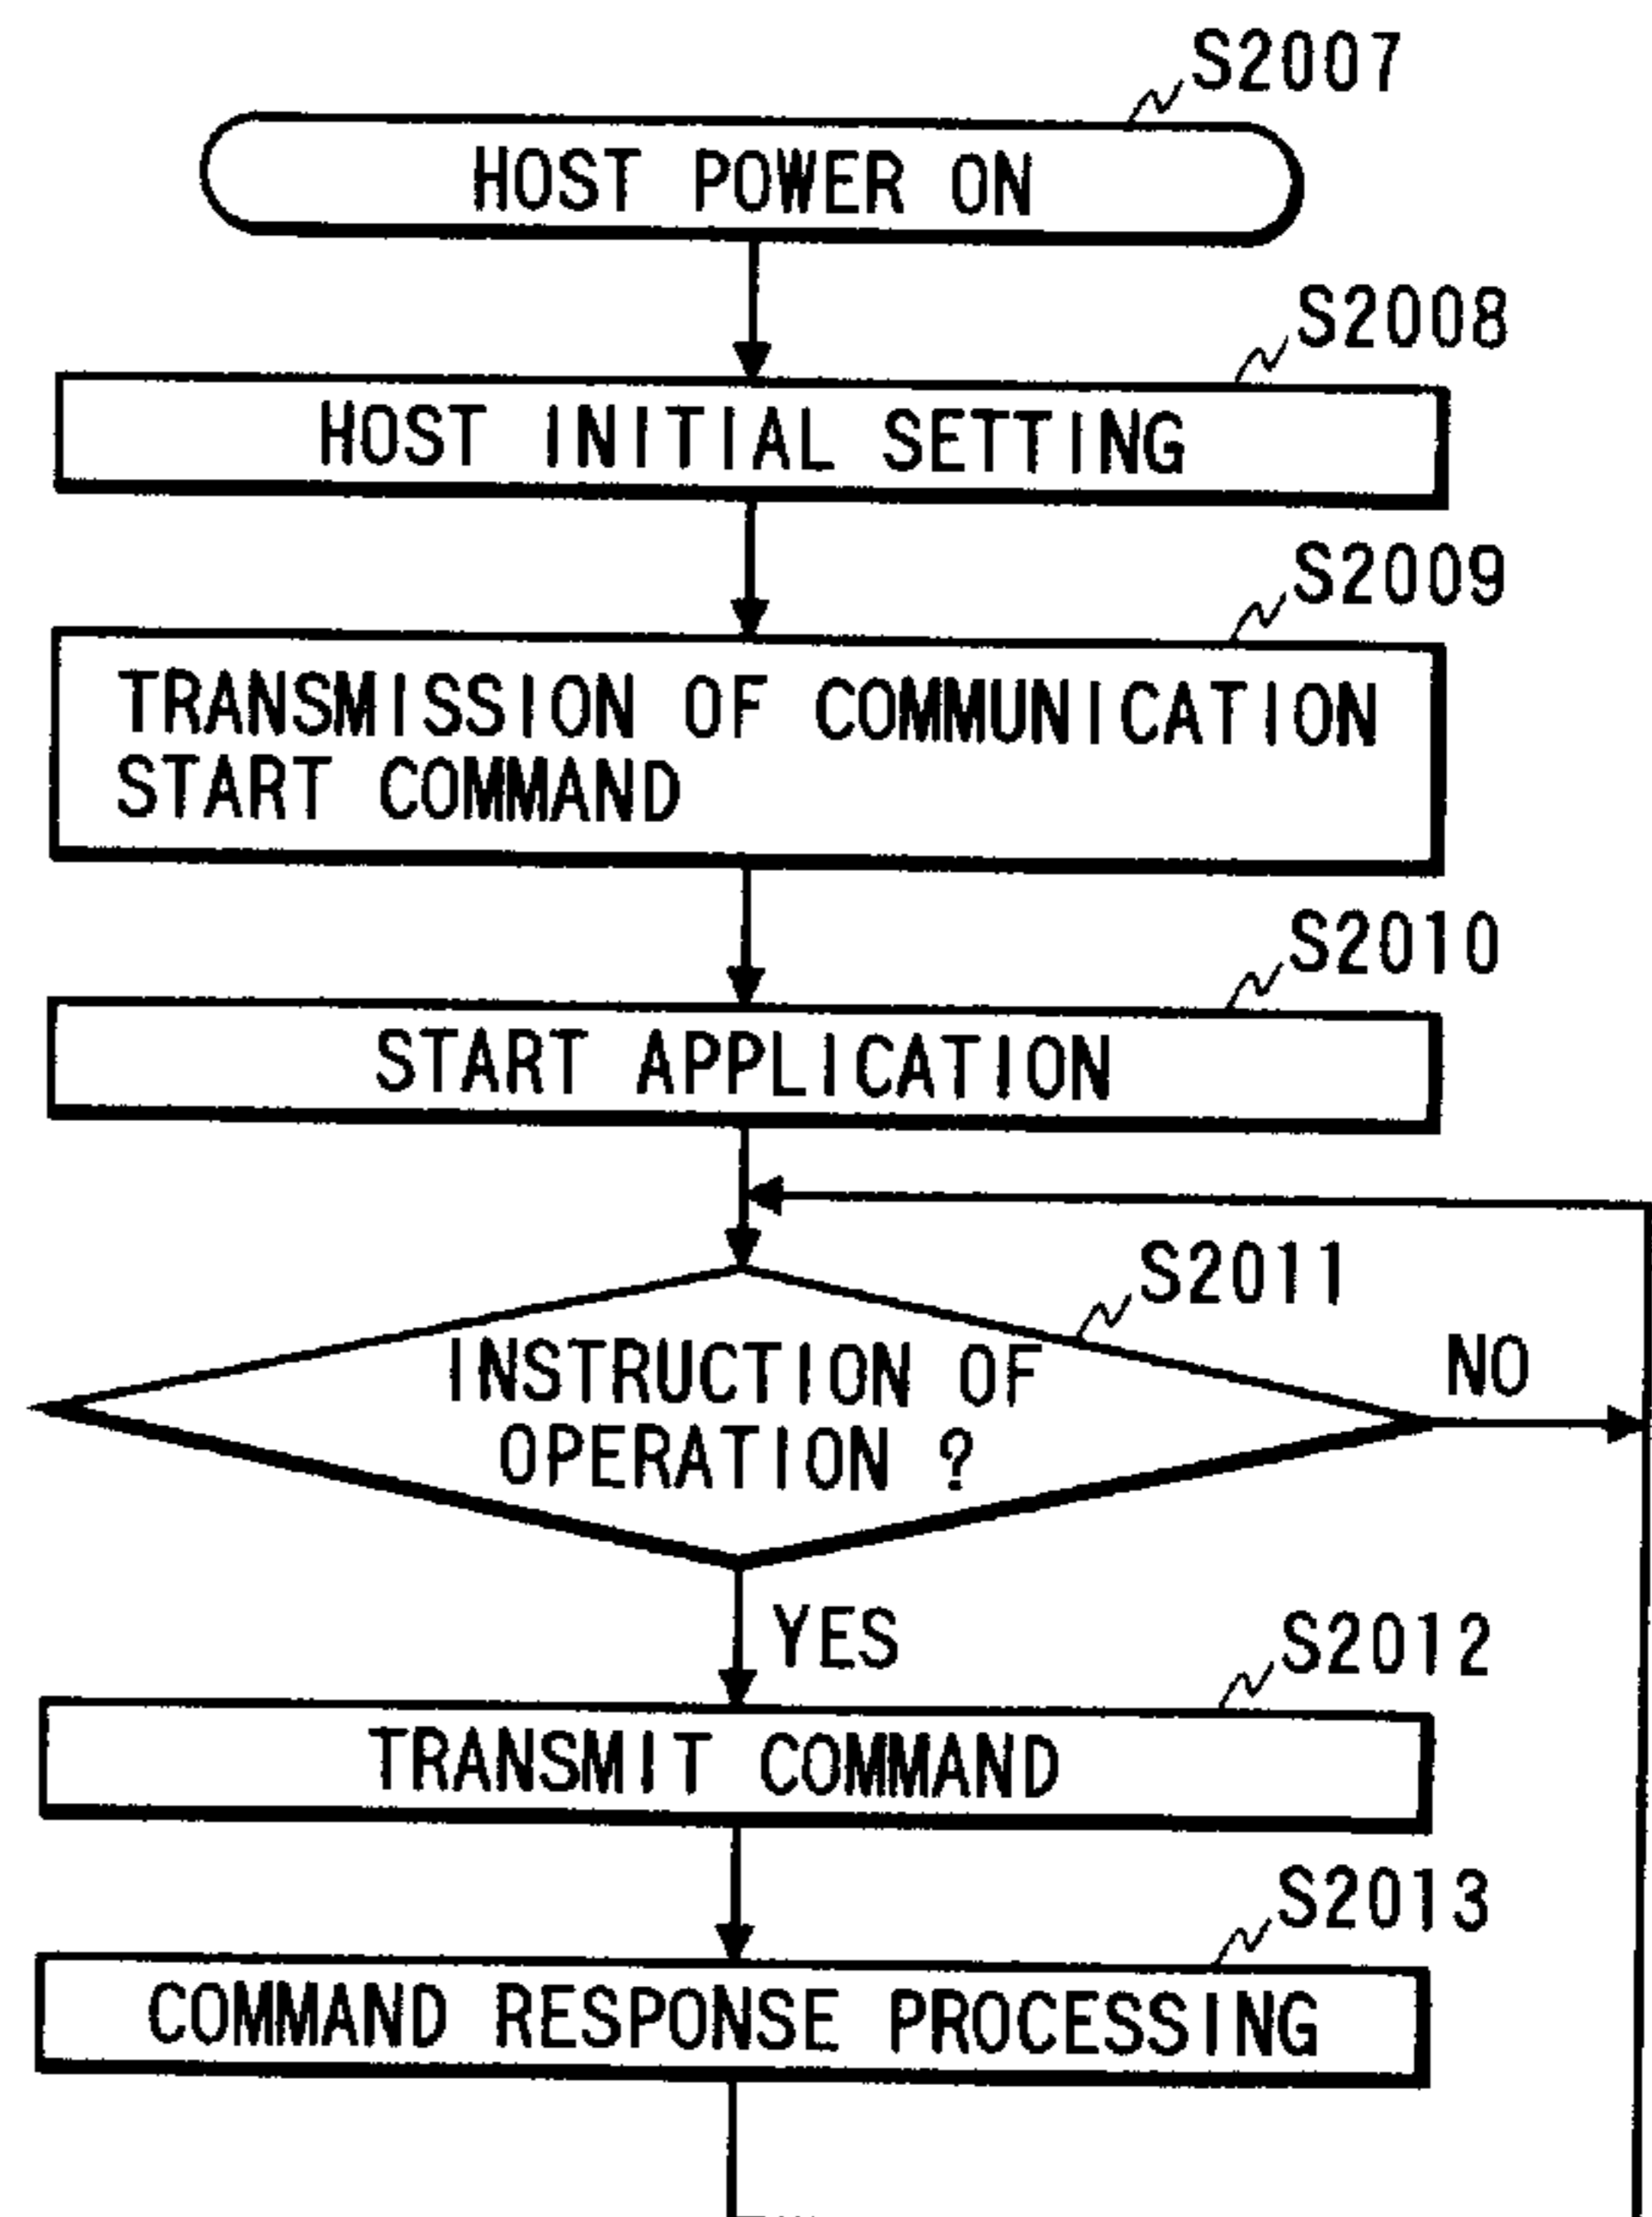 S2007
HOST POWER ON
S2008
HOST INITIAL SETTING
S2009
TRANSMISSION OF COMMUNICATION
START COMMAND
S2010
START APPLICATION
S2011
INSTRUCTION OF
OPERATION ?
NO
YES
S2012
TRANSMIT COMMAND
S2013
COMMAND RESPONSE PROCESSING